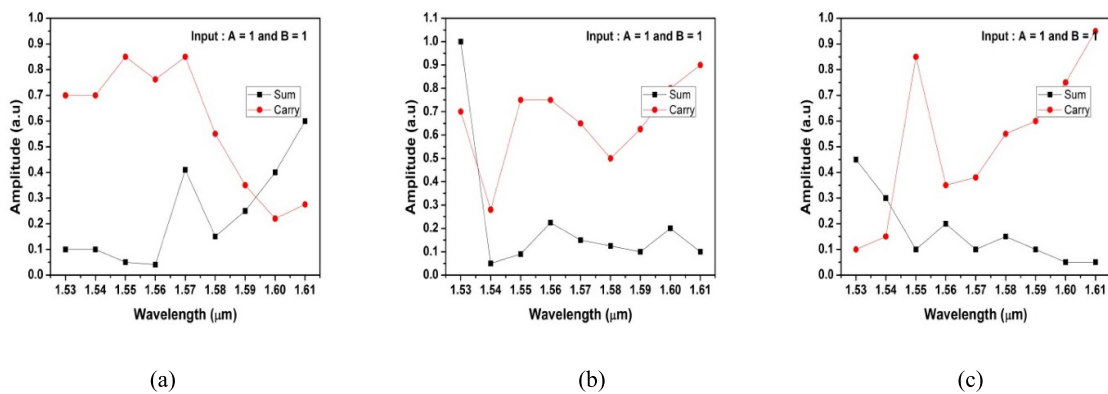 1.0
0.9
0.8
0.7
0.6
0.5
0.4
0.3
0.2
0.1
0.0
Amplitude (a.u)
Input : A = 1 and B = 1
Sum
Carry
1.53 1.54 1.55 1.56 1.57 1.58 1.59 1.60 1.61
Wavelength (μm)
(a)
1.1
1.0
0.9
0.8
0.7
0.6
0.5
0.4
0.3
0.2
0.1
0.0
Amplitude (a.u)
Input : A = 1 and B = 1
Sum
Carry
1.53 1.54 1.55 1.56 1.57 1.58 1.59 1.60 1.61
Wavelength (μm)
(b)
1.0
0.9
0.8
0.7
0.6
0.5
0.4
0.3
0.2
0.1
0.0
Amplitude (a.u)
Input : A = 1 and B = 1
Sum
Carry
1.53 1.54 1.55 1.56 1.57 1.58 1.59 1.60 1.61
Wavelength (μm)
(c)